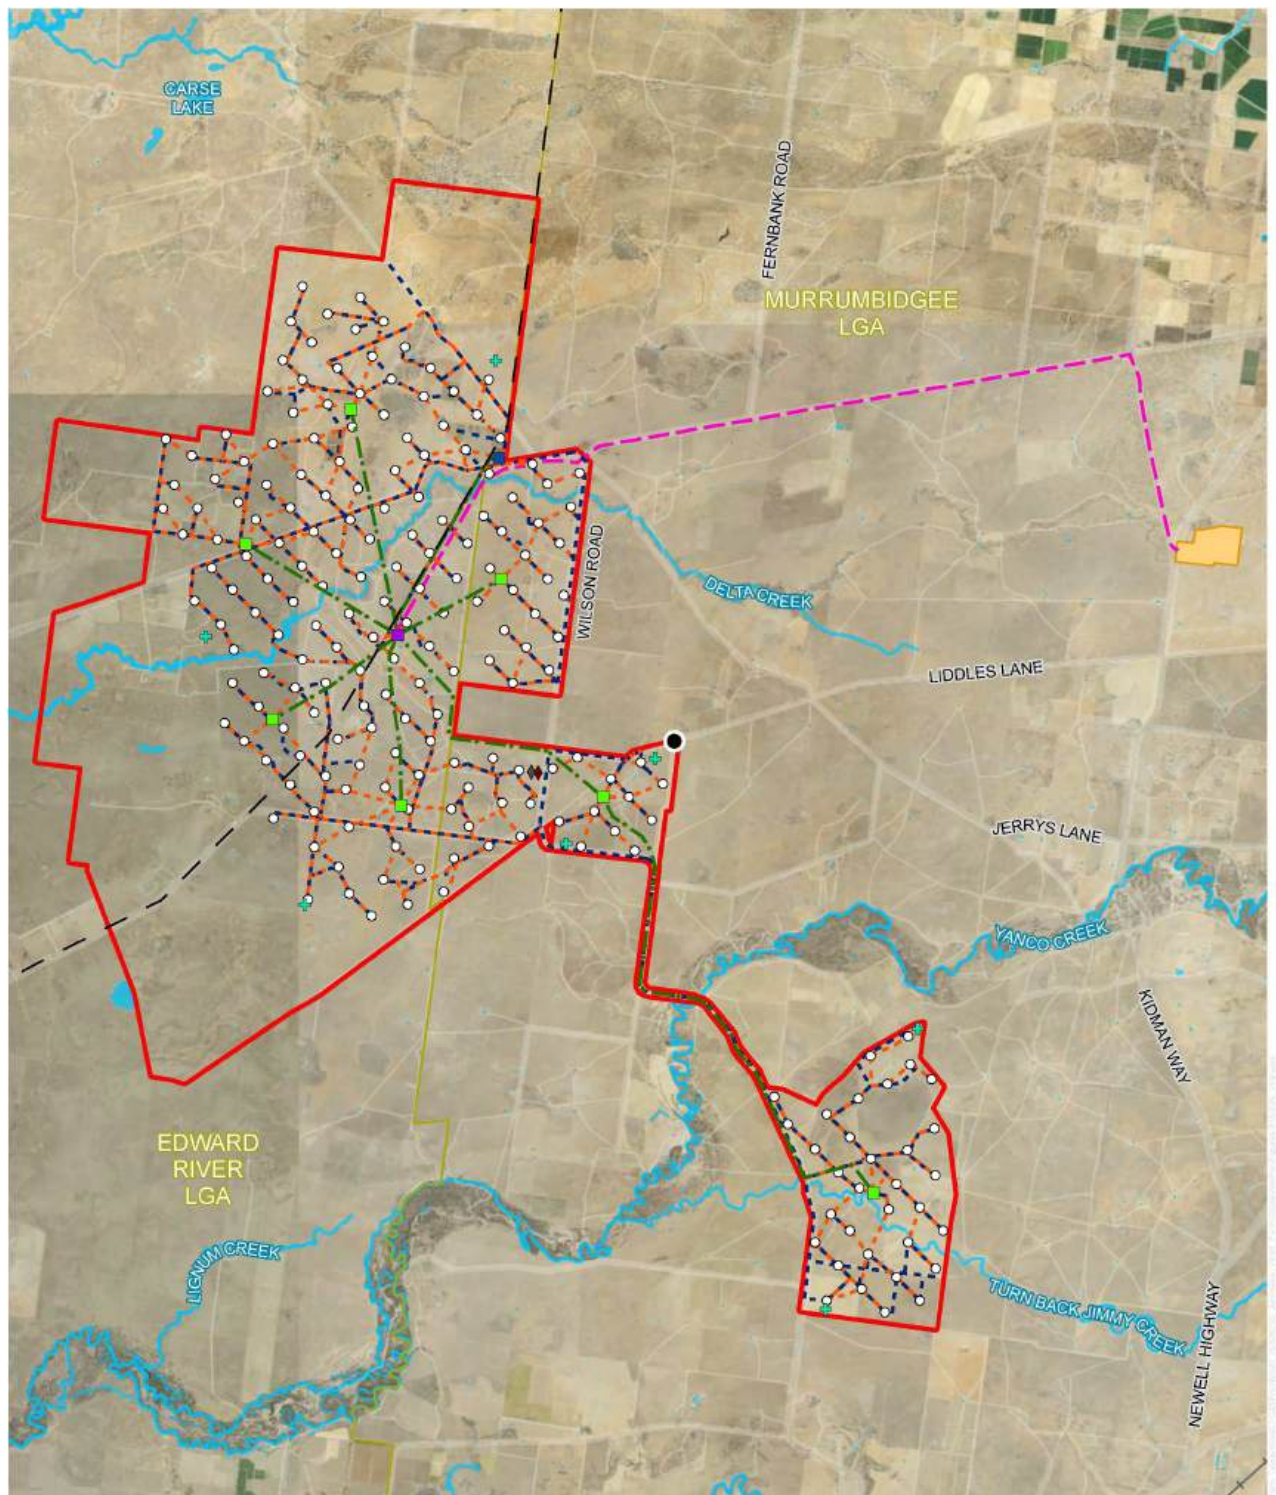 CARSE
LAKE
FERNBANK ROAD
MURRUMBIDGEE
LGA
WILSON ROAD
DELTA CREEK
LIDDLES LANE
JERRYS LANE
YANCO CREEK
KIDMAN WAY
EDWARD
RIVER
LGA
LIGNUM CREEK
TURN BACK JIMMY CREEK
NEWELL HIGHWAY